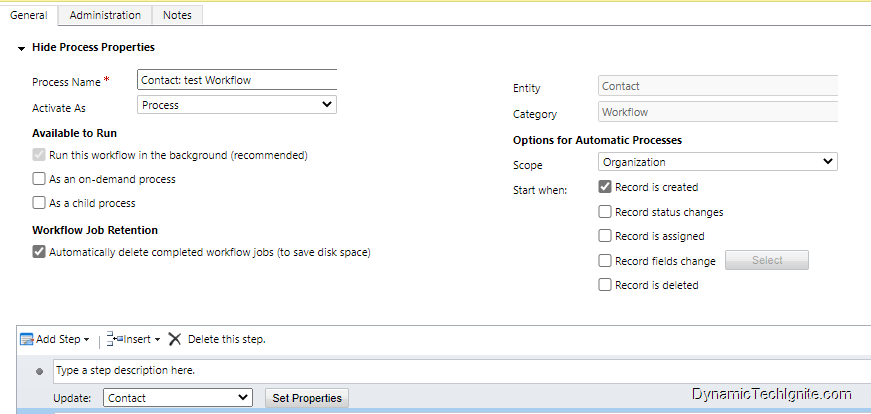 General
Administration
Notes
Hide Process Properties
Process Name *
Contact: test Workflow
Activate As
Process
Available to Run
Run this workflow in the background (recommended)
As an on-demand process
As a child process
Workflow Job Retention
Automatically delete completed workflow jobs (to save disk space)
Entity
Contact
Category
Workflow
Options for Automatic Processes
Scope
Organization
Start when:
Record is created
Record status changes
Record is assigned
Record fields change
Select
Record is deleted
Add Step
Insert
Delete this step.
Type a step description here.
Update:
Contact
Set Properties
DynamicTechIgnite.com